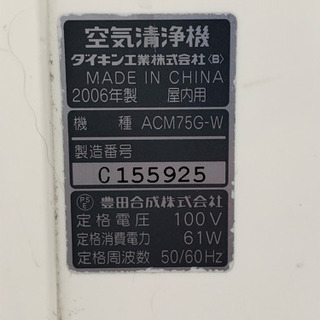 空気清浄機
ダイキン工業株式会社〈B〉
MADE IN CHINA
2006年製 屋内用
機 種 ACM75G-W
製造番号
C155925
PSE 豊田合成株式会社
定格電圧 100V
定格消費電力 61W
定格周波数 50/60Hz